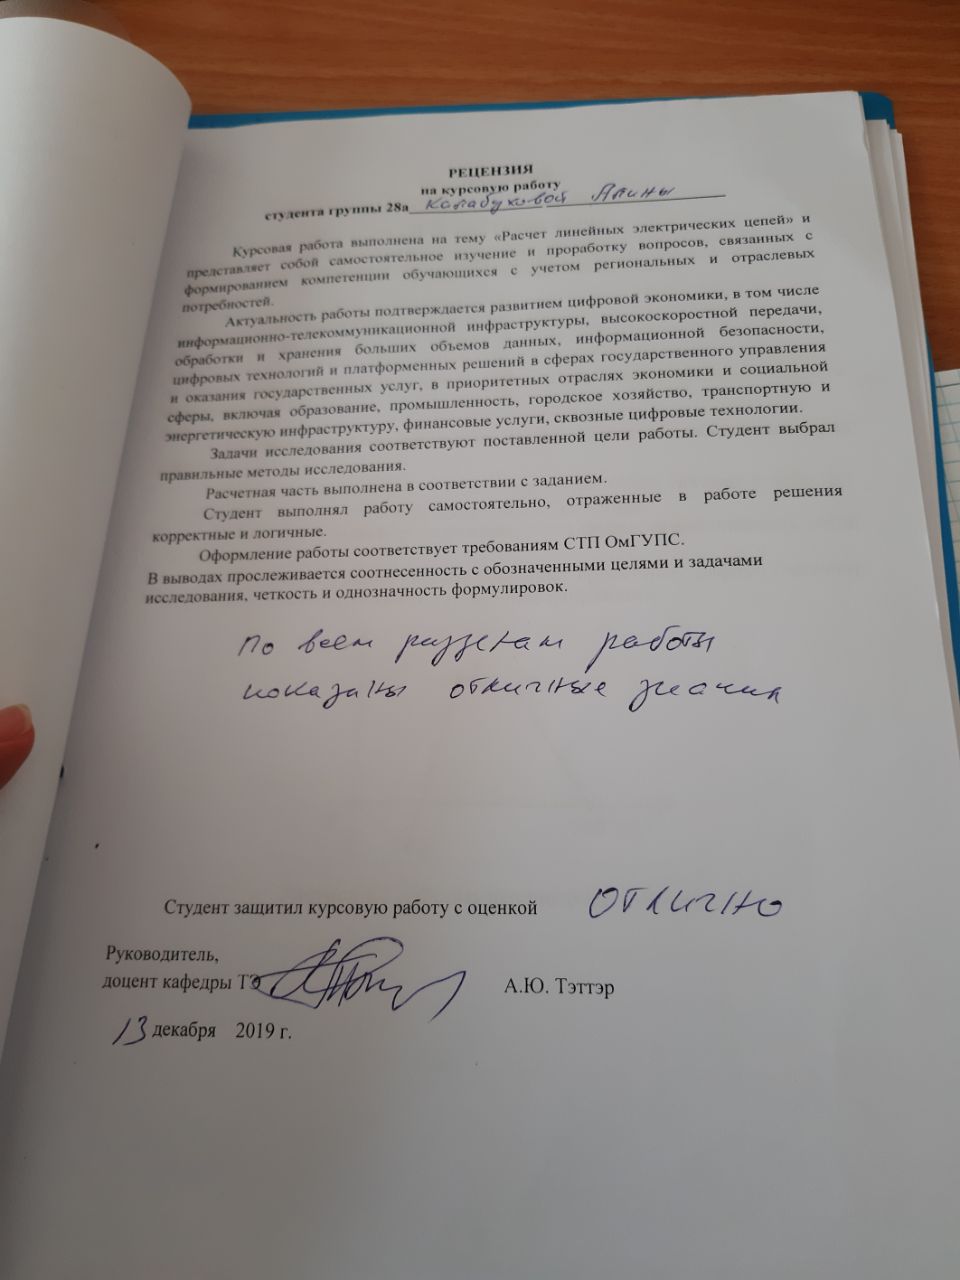 РЕЦЕНЗИЯ
на курсовую работу
студента группы 28а Калабуховой Алины
Курсовая работа выполнена на тему «Расчет линейных электрических цепей» и
представляет собой самостоятельное изучение и проработку вопросов, связанных с
формированием компетенции обучающихся с учетом региональных и отраслевых
потребностей.
Актуальность работы подтверждается развитием цифровой экономики, в том числе
информационно-телекоммуникационной инфраструктуры, высокоскоростной передачи,
обработки и хранения больших объемов данных, информационной безопасности,
цифровых технологий и платформенных решений в сферах государственного управления
и оказания государственных услуг, в приоритетных отраслях экономики и социальной
сферы, включая образование, промышленность, городское хозяйство, транспортную и
энергетическую инфраструктуру, финансовые услуги, сквозные цифровые технологии.
Задачи исследования соответствуют поставленной цели работы. Студент выбрал
правильные методы исследования.
Расчетная часть выполнена в соответствии с заданием.
Студент выполнял работу самостоятельно, отраженные в работе решения
корректные и логичные.
Оформление работы соответствует требованиям СТП ОмГУПС.
В выводах прослеживается соотнесенность с обозначенными целями и задачами
исследования, четкость и однозначность формулировок.
По всем разделам работы
показаны отличные знания
Студент защитил курсовую работу с оценкой отлично
Руководитель,
доцент кафедры ТЭ А.Ю. Тэттэр
13 декабря 2019 г.